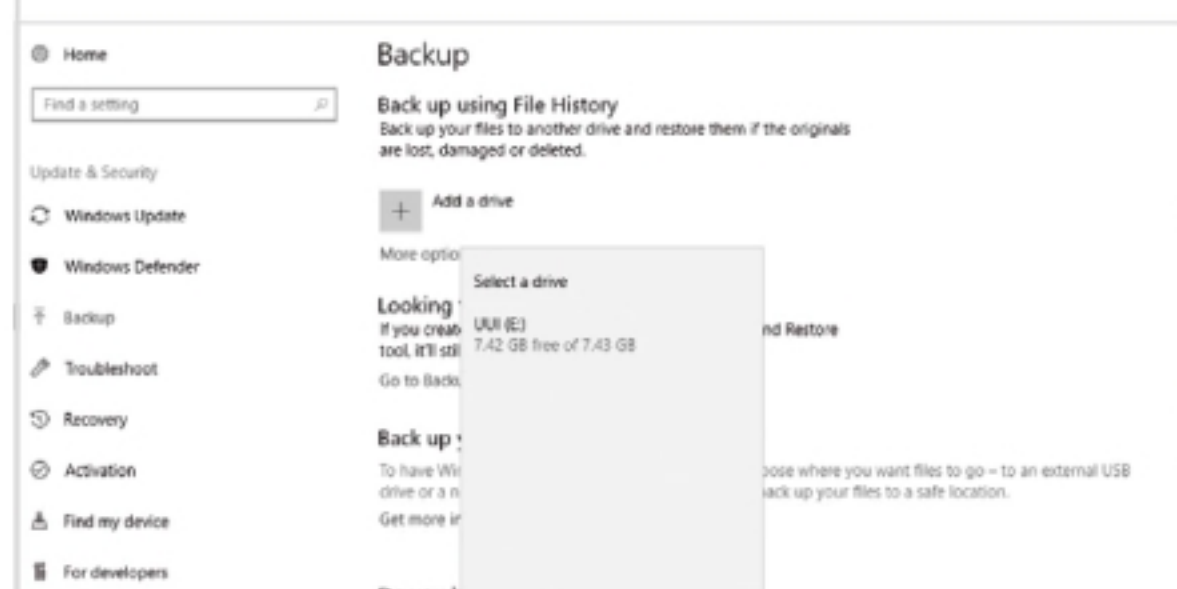 Home
Find a setting
Update & Security
Windows Update
Windows Defender
Backup
Troubleshoot
Recovery
Activation
Find my device
For developers
Backup
Back up using File History
Back up your files to another drive and restore them if the originals
are lost, damaged or deleted.
Add a drive
More optio
Select a drive
UUI (E:)
7.42 GB free of 7.43 GB
Looking
If you creat nd Restore
tool, it'll stil
Go to Backu
Back up y
To have Wi oose where you want files to go – to an external USB
drive or a n ack up your files to a safe location.
Get more in